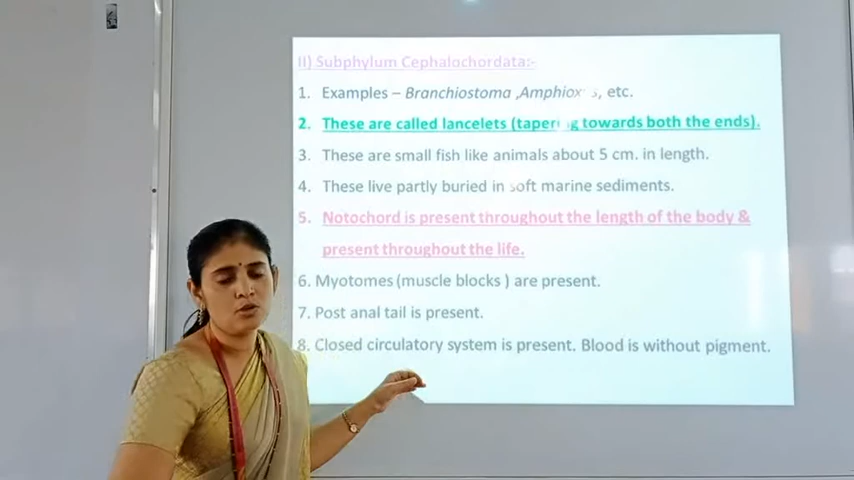 II) Subphylum Cephalochordata:-
1. Examples – Branchiostoma ,Amphioxus, etc.
2. These are called lancelets (tapering towards both the ends).
3. These are small fish like animals about 5 cm. in length.
4. These live partly buried in soft marine sediments.
5. Notochord is present throughout the length of the body &
present throughout the life.
6. Myotomes (muscle blocks ) are present.
7. Post anal tail is present.
8. Closed circulatory system is present. Blood is without pigment.